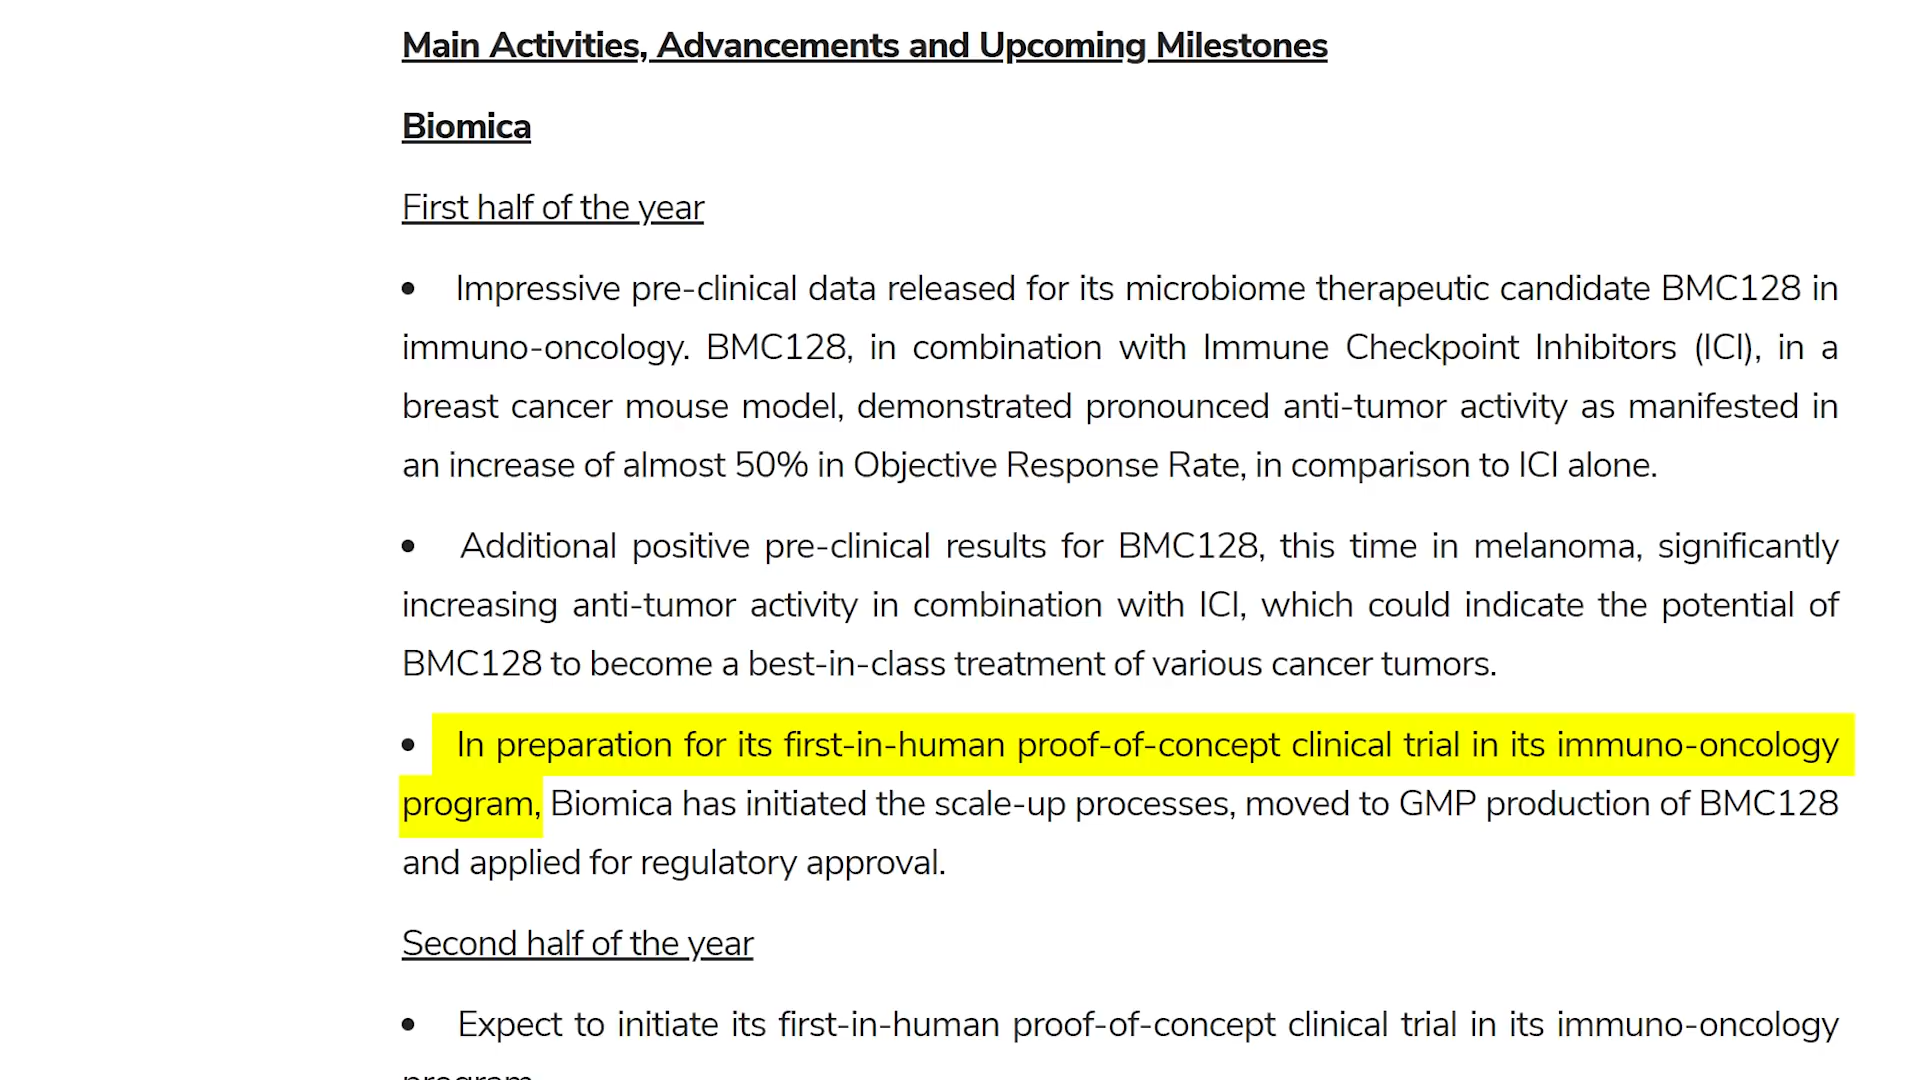 Main Activities, Advancements and Upcoming Milestones
Biomica
First half of the year
• Impressive pre-clinical data released for its microbiome therapeutic candidate BMC128 in
immuno-oncology. BMC128, in combination with Immune Checkpoint Inhibitors (ICI), in a
breast cancer mouse model, demonstrated pronounced anti-tumor activity as manifested in
an increase of almost 50% in Objective Response Rate, in comparison to ICI alone.
• Additional positive pre-clinical results for BMC128, this time in melanoma, significantly
increasing anti-tumor activity in combination with ICI, which could indicate the potential of
BMC128 to become a best-in-class treatment of various cancer tumors.
• In preparation for its first-in-human proof-of-concept clinical trial in its immuno-oncology
program, Biomica has initiated the scale-up processes, moved to GMP production of BMC128
and applied for regulatory approval.
Second half of the year
• Expect to initiate its first-in-human proof-of-concept clinical trial in its immuno-oncology